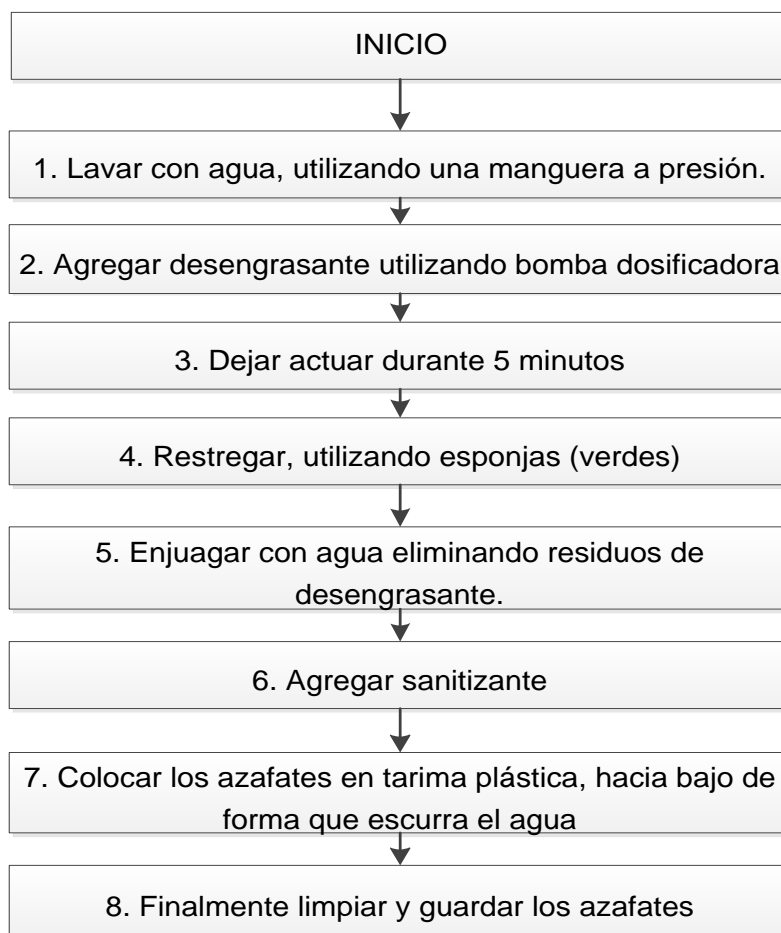 INICIO
1. Lavar con agua, utilizando una manguera a presión.
2. Agregar desengrasante utilizando bomba dosificadora
3. Dejar actuar durante 5 minutos
4. Restregar, utilizando esponjas (verdes)
5. Enjuagar con agua eliminando residuos de
desengrasante.
6. Agregar sanitizante
7. Colocar los azafates en tarima plástica, hacia bajo de
forma que escurra el agua
8. Finalmente limpiar y guardar los azafates